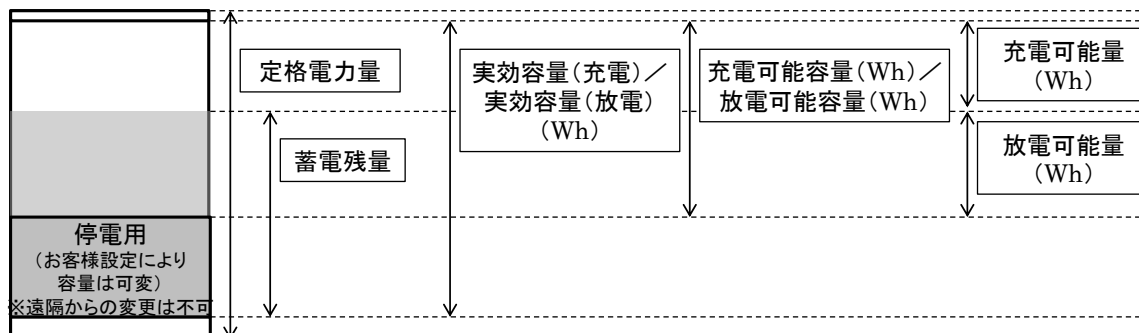 定格電力量
蓄電残量
実効容量(充電)／
実効容量(放電)
(Wh)
充電可能容量(Wh)／
放電可能容量(Wh)
充電可能量
(Wh)
放電可能量
(Wh)
停電用
(お客様設定により
容量は可変)
※遠隔からの変更は不可